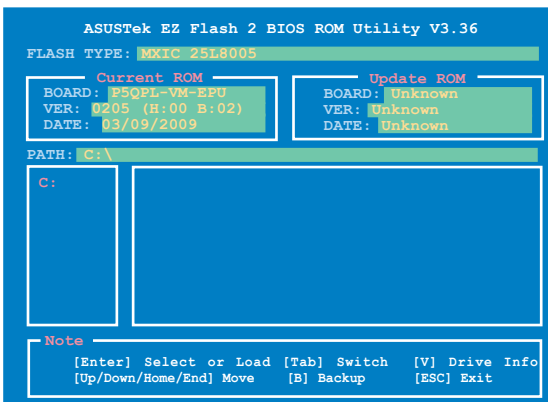 ASUSTek EZ Flash 2 BIOS ROM Utility V3.36
FLASH TYPE: MXIC 25L8005
Current ROM
BOARD: P5QPL-VM-EPU
VER: 0205 (H:00 B:02)
DATE: 03/09/2009
Update ROM
BOARD: Unknown
VER: Unknown
DATE: Unknown
PATH: C:\
C:
Note
[Enter] Select or Load [Tab] Switch [V] Drive Info
[Up/Down/Home/End] Move [B] Backup [ESC] Exit